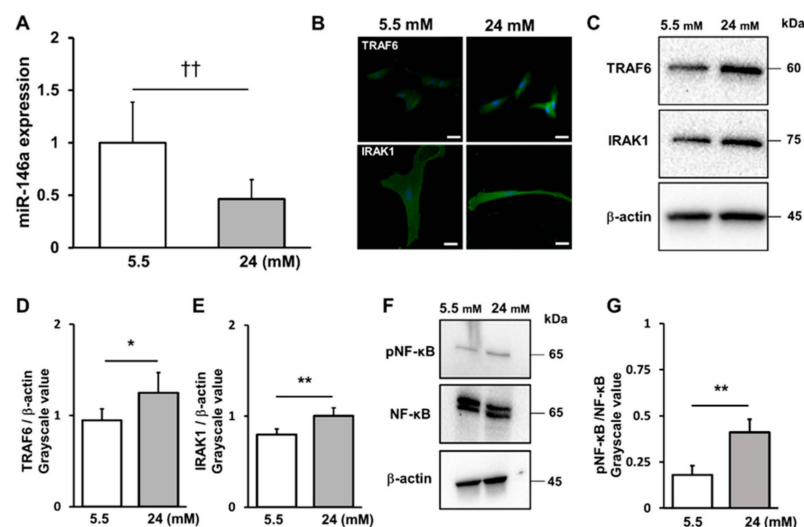 A
miR-146a expression
2
1.5
1
0.5
0
††
5.5
24 (mM)
B
5.5 mM
24 mM
TRAF6
IRAK1
C
5.5 mM
24 mM
kDa
TRAF6
60
IRAK1
75
β-actin
45
D
TRAF6 / β-actin
Grayscale value
2
1
0
*
5.5
24 (mM)
E
IRAK1 / β-actin
Grayscale value
2
1
0
**
5.5
24 (mM)
F
5.5 mM
24 mM
kDa
pNF-κB
65
NF-κB
65
β-actin
45
G
pNF-κB /NF-κB
Grayscale value
1
0.75
0.5
0.25
0
**
5.5
24 (mM)